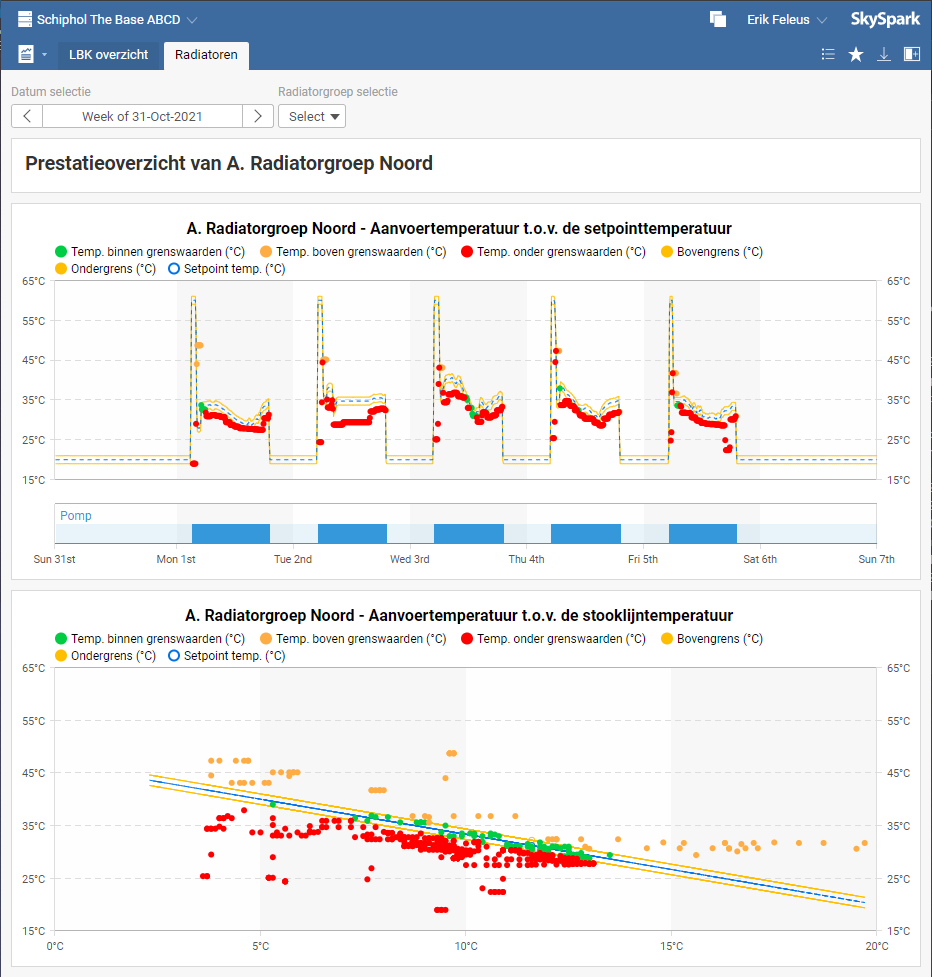 Schiphol The Base ABCD Erik Feleus SkySpark
LBK overzicht Radiatoren
Datum selectie Radiatorgroep selectie
Week of 31-Oct-2021 Select
Prestatieoverzicht van A. Radiatorgroep Noord
A. Radiatorgroep Noord - Aanvoertemperatuur t.o.v. de setpointtemperatuur
Temp. binnen grenswaarden (°C) Temp. boven grenswaarden (°C) Temp. onder grenswaarden (°C) Bovengrens (°C)
Ondergrens (°C) Setpoint temp. (°C)
65°C 65°C
55°C 55°C
45°C 45°C
35°C 35°C
25°C 25°C
15°C 15°C
Pomp
Sun 31st Mon 1st Tue 2nd Wed 3rd Thu 4th Fri 5th Sat 6th Sun 7th
A. Radiatorgroep Noord - Aanvoertemperatuur t.o.v. de stooklijntemperatuur
Temp. binnen grenswaarden (°C) Temp. boven grenswaarden (°C) Temp. onder grenswaarden (°C) Bovengrens (°C)
Ondergrens (°C) Setpoint temp. (°C)
65°C 65°C
55°C 55°C
45°C 45°C
35°C 35°C
25°C 25°C
15°C 15°C
0°C 5°C 10°C 15°C 20°C